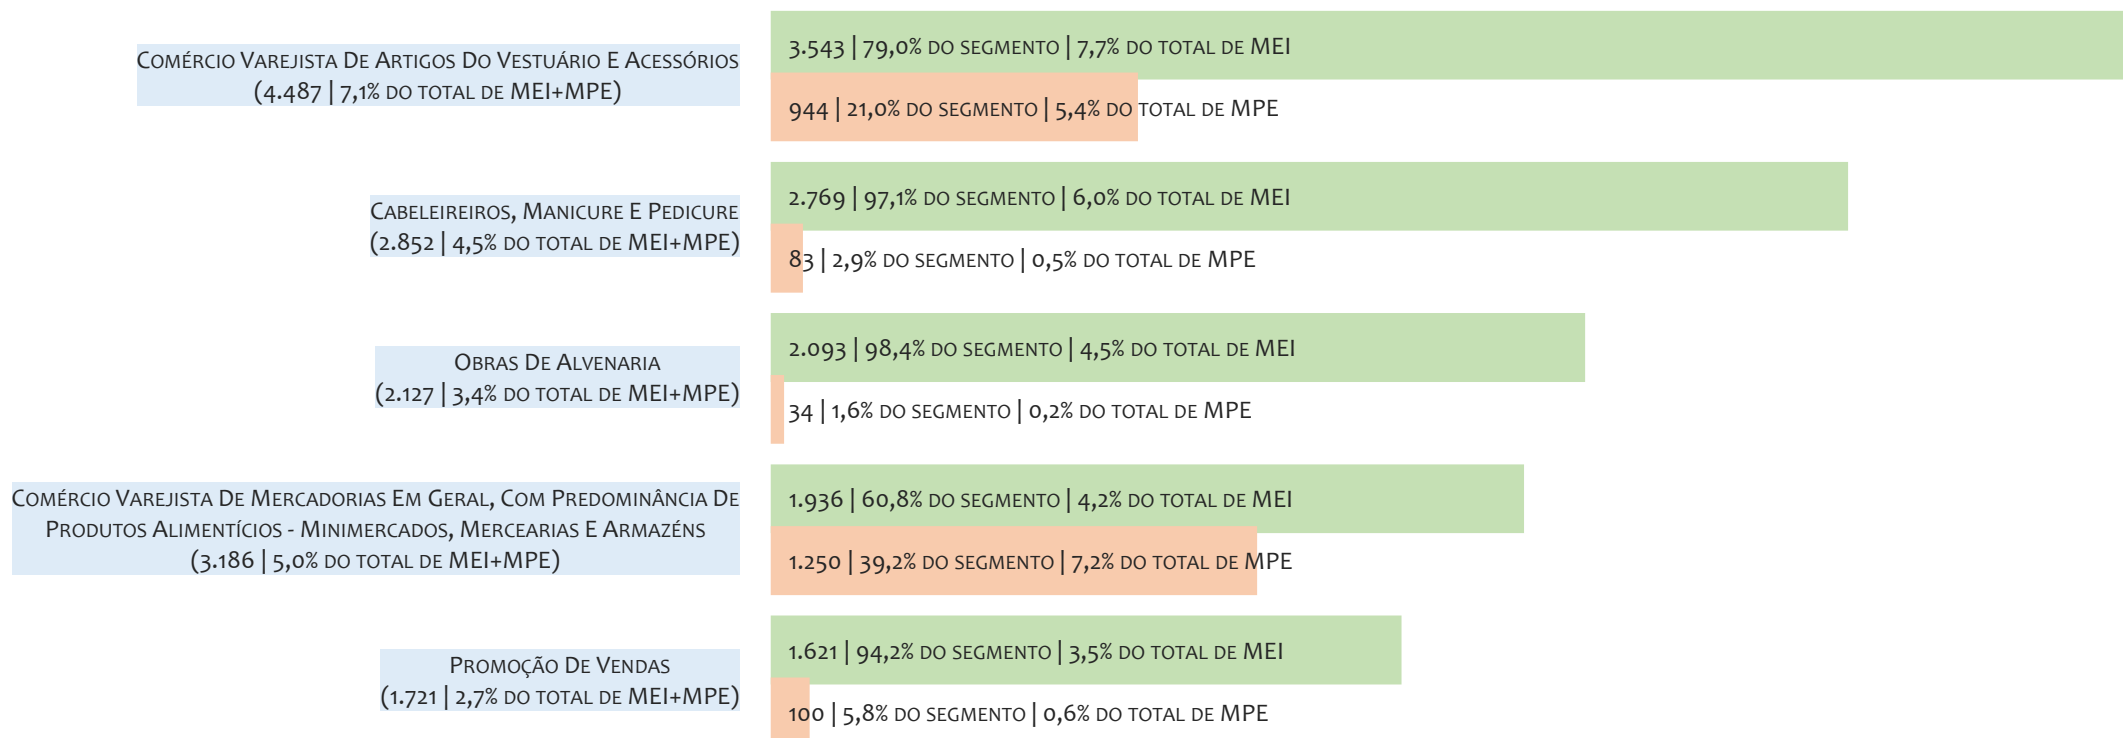 Comércio Varejista De Artigos Do Vestuário E Acessórios
(4.487 | 7,1% do total de MEI+MPE)
3.543 | 79,0% do segmento | 7,7% do total de MEI
944 | 21,0% do segmento | 5,4% do total de MPE
Cabeleireiros, Manicure E Pedicure
(2.852 | 4,5% do total de MEI+MPE)
2.769 | 97,1% do segmento | 6,0% do total de MEI
83 | 2,9% do segmento | 0,5% do total de MPE
Obras De Alvenaria
(2.127 | 3,4% do total de MEI+MPE)
2.093 | 98,4% do segmento | 4,5% do total de MEI
34 | 1,6% do segmento | 0,2% do total de MPE
Comércio Varejista De Mercadorias Em Geral, Com Predominância De
Produtos Alimentícios - Minimercados, Mercearias E Armazéns
(3.186 | 5,0% do total de MEI+MPE)
1.936 | 60,8% do segmento | 4,2% do total de MEI
1.250 | 39,2% do segmento | 7,2% do total de MPE
Promoção De Vendas
(1.721 | 2,7% do total de MEI+MPE)
1.621 | 94,2% do segmento | 3,5% do total de MEI
100 | 5,8% do segmento | 0,6% do total de MPE